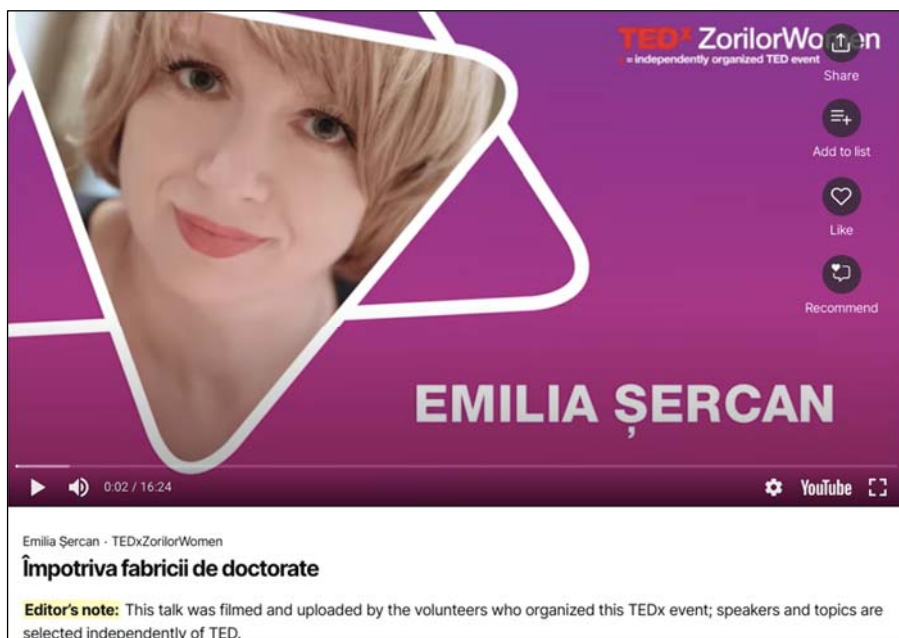 TEDx ZorilorWomen
x = independently organized TED event
Share
Add to list
Like
Recommend
EMILIA ȘERCAN
0:02 / 16:24
YouTube
Emilia Șercan · TEDxZorilorWomen
Împotriva fabricii de doctorate
Editor's note: This talk was filmed and uploaded by the volunteers who organized this TEDx event; speakers and topics are
selected independently of TED.